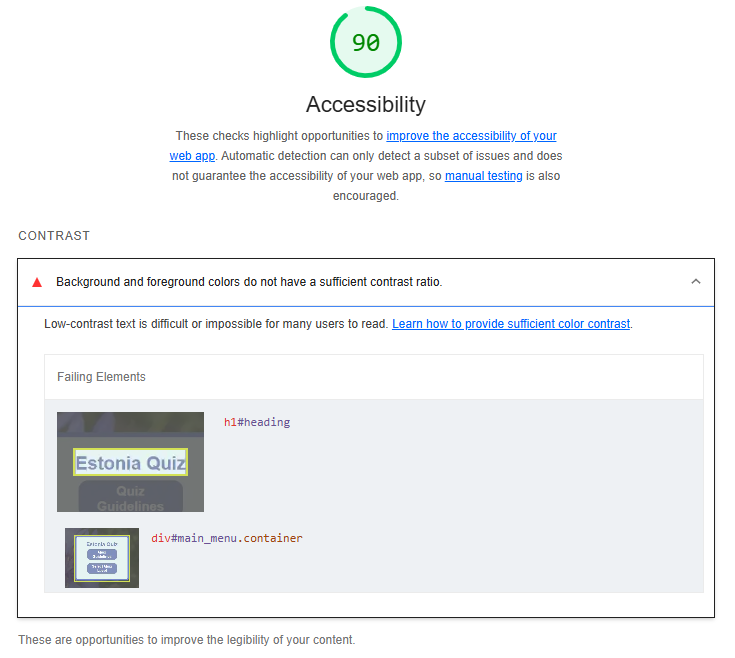 90
Accessibility
These checks highlight opportunities to improve the accessibility of your
web app. Automatic detection can only detect a subset of issues and does
not guarantee the accessibility of your web app, so manual testing is also
encouraged.
CONTRAST
Background and foreground colors do not have a sufficient contrast ratio.
Low-contrast text is difficult or impossible for many users to read. Learn how to provide sufficient color contrast.
Failing Elements
h1#heading
Estonia Quiz
Quiz
Guidelines
div#main_menu.container
Estonia Quiz
Quiz
Guidelines
These are opportunities to improve the legibility of your content.